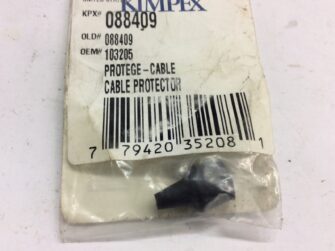 KIMPEX
KPX# 088409
OLD# 088409
OEM# 103205
PROTEGE-CABLE
CABLE PROTECTOR
7 79420 35208 1